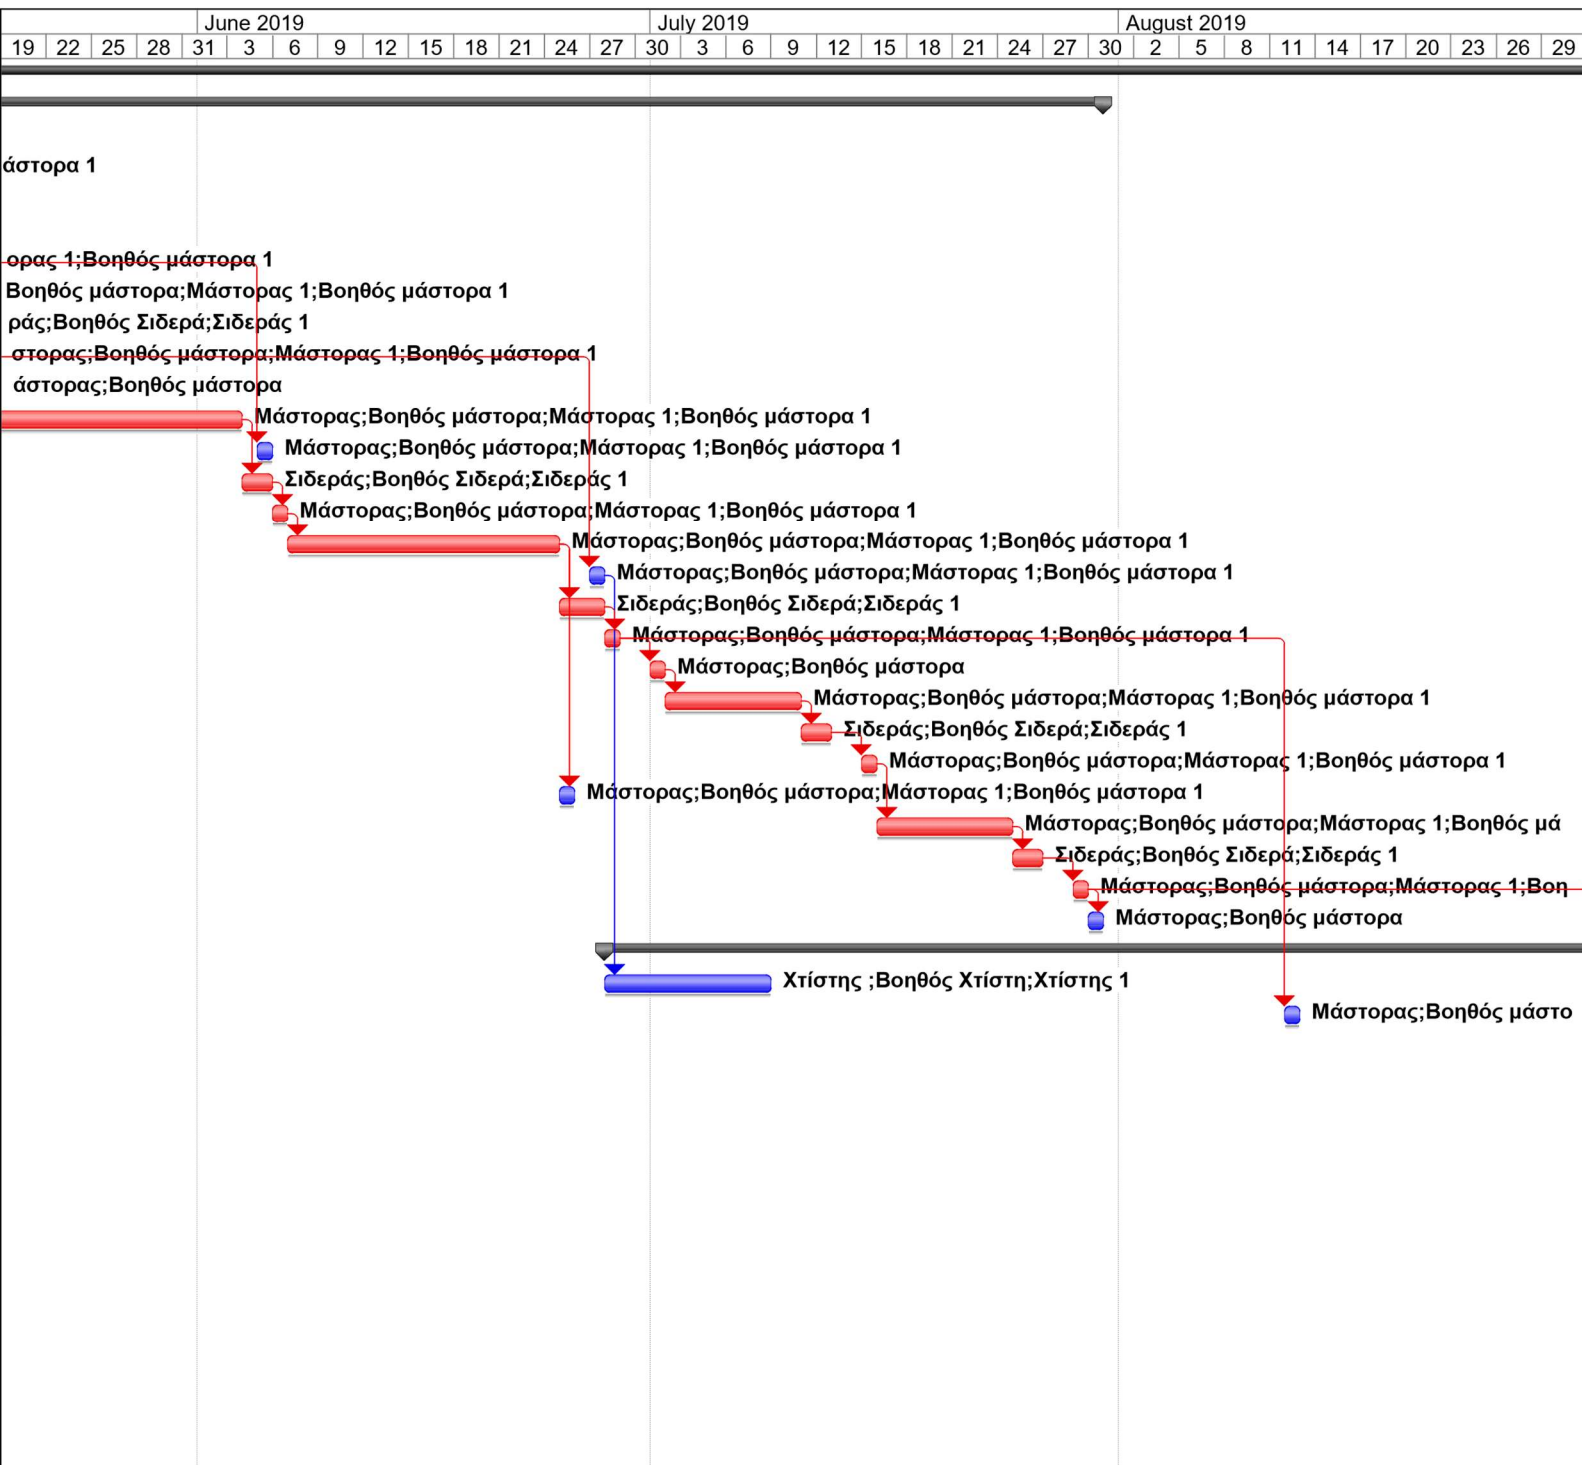 June 2019 July 2019 August 2019
19 22 25 28 31 3 6 9 12 15 18 21 24 27 30 3 6 9 12 15 18 21 24 27 30 2 5 8 11 14 17 20 23 26 29
άστορα 1
ορας 1;Βοηθός μάστορα 1
Βοηθός μάστορα;Μάστορας 1;Βοηθός μάστορα 1
ράς;Βοηθός Σιδερά;Σιδεράς 1
στορας;Βοηθός μάστορα;Μάστορας 1;Βοηθός μάστορα 1
άστορας;Βοηθός μάστορα
Μάστορας;Βοηθός μάστορα;Μάστορας 1;Βοηθός μάστορα 1
Μάστορας;Βοηθός μάστορα;Μάστορας 1;Βοηθός μάστορα 1
Σιδεράς;Βοηθός Σιδερά;Σιδεράς 1
Μάστορας;Βοηθός μάστορα;Μάστορας 1;Βοηθός μάστορα 1
Μάστορας;Βοηθός μάστορα;Μάστορας 1;Βοηθός μάστορα 1
Μάστορας;Βοηθός μάστορα;Μάστορας 1;Βοηθός μάστορα 1
Σιδεράς;Βοηθός Σιδερά;Σιδεράς 1
Μάστορας;Βοηθός μάστορα;Μάστορας 1;Βοηθός μάστορα 1
Μάστορας;Βοηθός μάστορα
Μάστορας;Βοηθός μάστορα;Μάστορας 1;Βοηθός μάστορα 1
Σιδεράς;Βοηθός Σιδερά;Σιδεράς 1
Μάστορας;Βοηθός μάστορα;Μάστορας 1;Βοηθός μάστορα 1
Μάστορας;Βοηθός μάστορα;Μάστορας 1;Βοηθός μάστορα 1
Μάστορας;Βοηθός μάστορα;Μάστορας 1;Βοηθός μά
Σιδεράς;Βοηθός Σιδερά;Σιδεράς 1
Μάστορας;Βοηθός μάστορα;Μάστορας 1;Βοη
Μάστορας;Βοηθός μάστορα
Χτίστης ;Βοηθός Χτίστη;Χτίστης 1
Μάστορας;Βοηθός μάστο